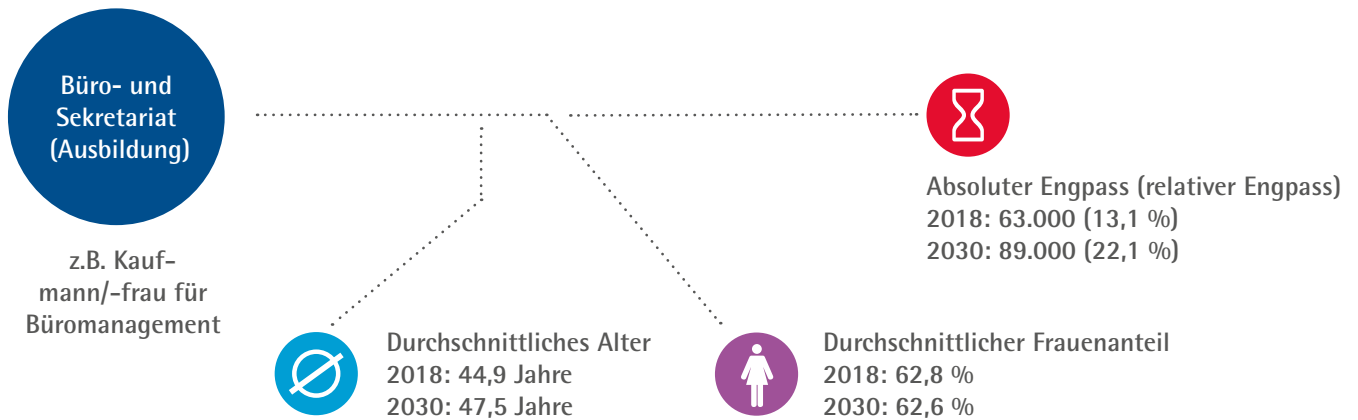 Büro- und
Sekretariat
(Ausbildung)
z.B. Kauf-
mann/-frau für
Büromanagement
Absoluter Engpass (relativer Engpass)
2018: 63.000 (13,1 %)
2030: 89.000 (22,1 %)
Durchschnittliches Alter
2018: 44,9 Jahre
2030: 47,5 Jahre
Durchschnittlicher Frauenanteil
2018: 62,8 %
2030: 62,6 %